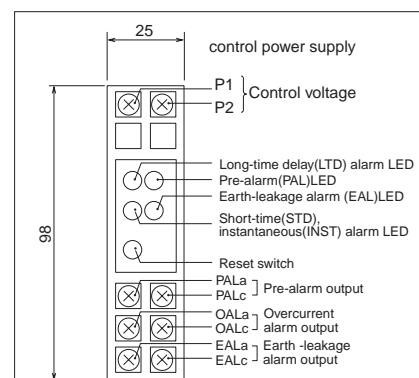 25
control power supply
98
P1
P2
Control voltage
Long-time delay(LTD) alarm LED
Pre-alarm(PAL)LED
Earth-leakage alarm (EAL)LED
Short-time(STD),
instantaneous(INST) alarm LED
Reset switch
PALa
PALc
Pre-alarm output
OALa
OALc
Overcurrent
alarm output
EALa
EALc
Earth -leakage
alarm output